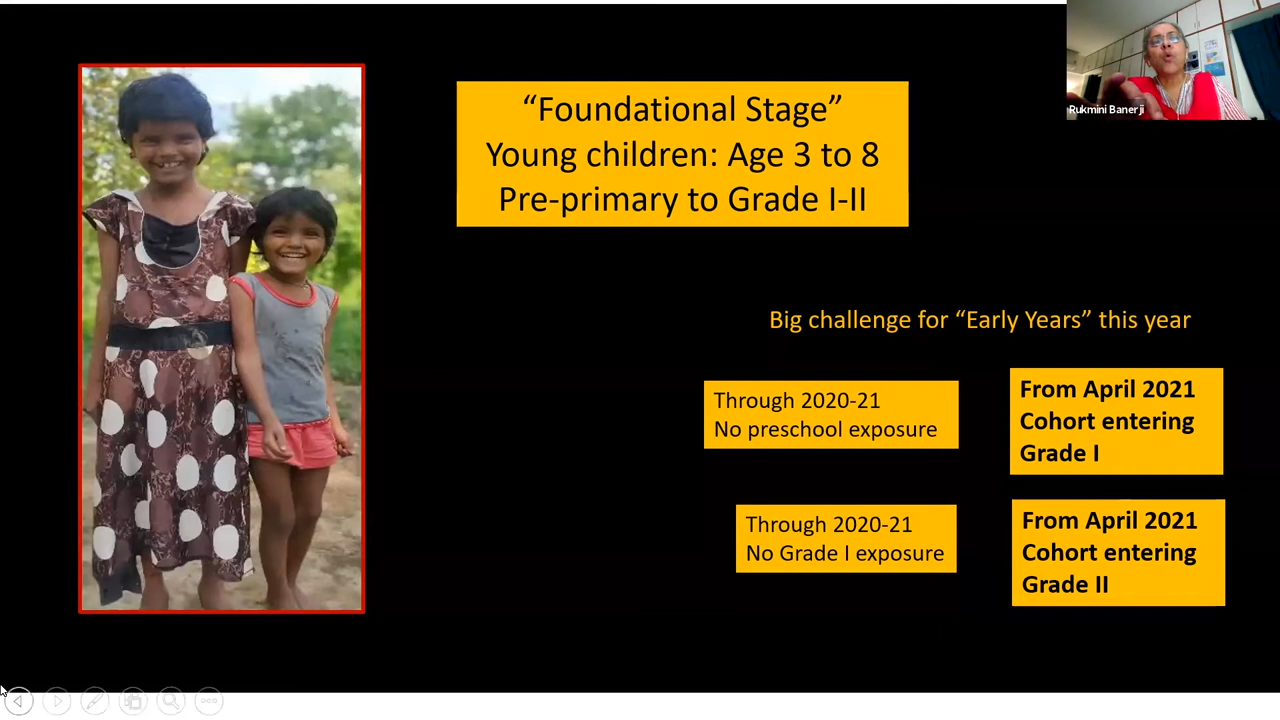 Rukmini Banerji
“Foundational Stage”
Young children: Age 3 to 8
Pre-primary to Grade I-II
Big challenge for “Early Years” this year
Through 2020-21
No preschool exposure
From April 2021
Cohort entering
Grade I
Through 2020-21
No Grade I exposure
From April 2021
Cohort entering
Grade II